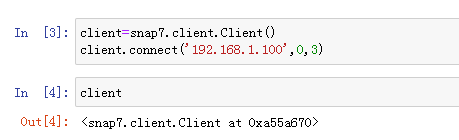 In [3]: client=snap7.client.Client()
client.connect('192.168.1.100',0,3)
In [4]: client
Out[4]: <snap7.client.Client at 0xa55a670>